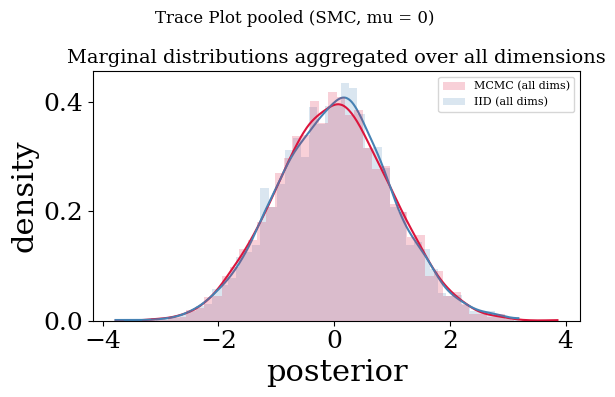 Trace Plot pooled (SMC, mu = 0)
Marginal distributions aggregated over all dimensions
MCMC (all dims)
IID (all dims)
density
0.4
0.2
0.0
−4
−2
0
2
4
posterior